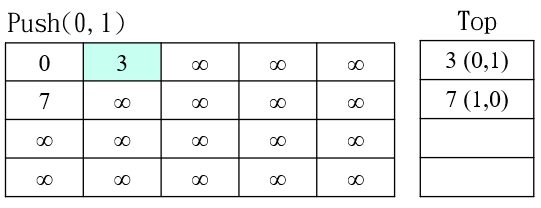 Push(0,1) Top
0 3 ∞ ∞ ∞ 3 (0,1)
7 ∞ ∞ ∞ ∞ 7 (1,0)
∞ ∞ ∞ ∞ ∞
∞ ∞ ∞ ∞ ∞